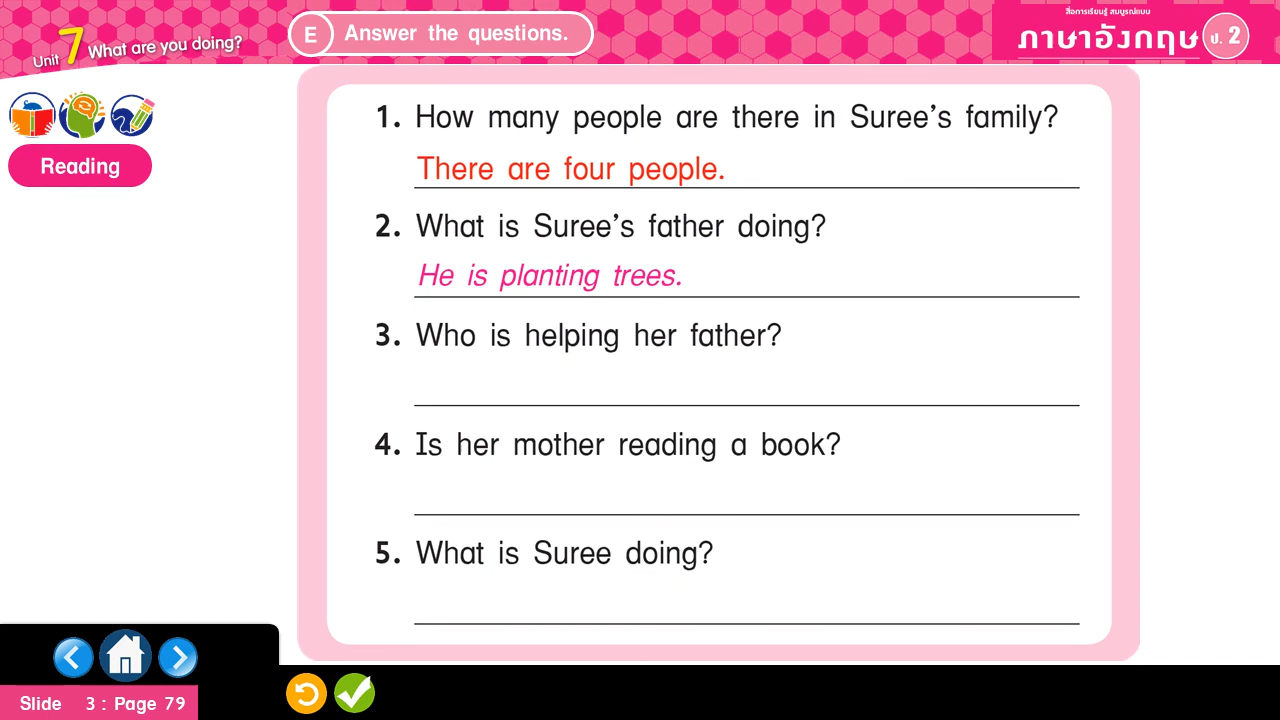 Unit 7 What are you doing?
E Answer the questions.
สื่อการเรียนรู้ สมบูรณ์แบบ
ภาษาอังกฤษ ป. 2
Reading
1. How many people are there in Suree's family?
There are four people.
2. What is Suree's father doing?
He is planting trees.
3. Who is helping her father?
4. Is her mother reading a book?
5. What is Suree doing?
Slide 3 : Page 79